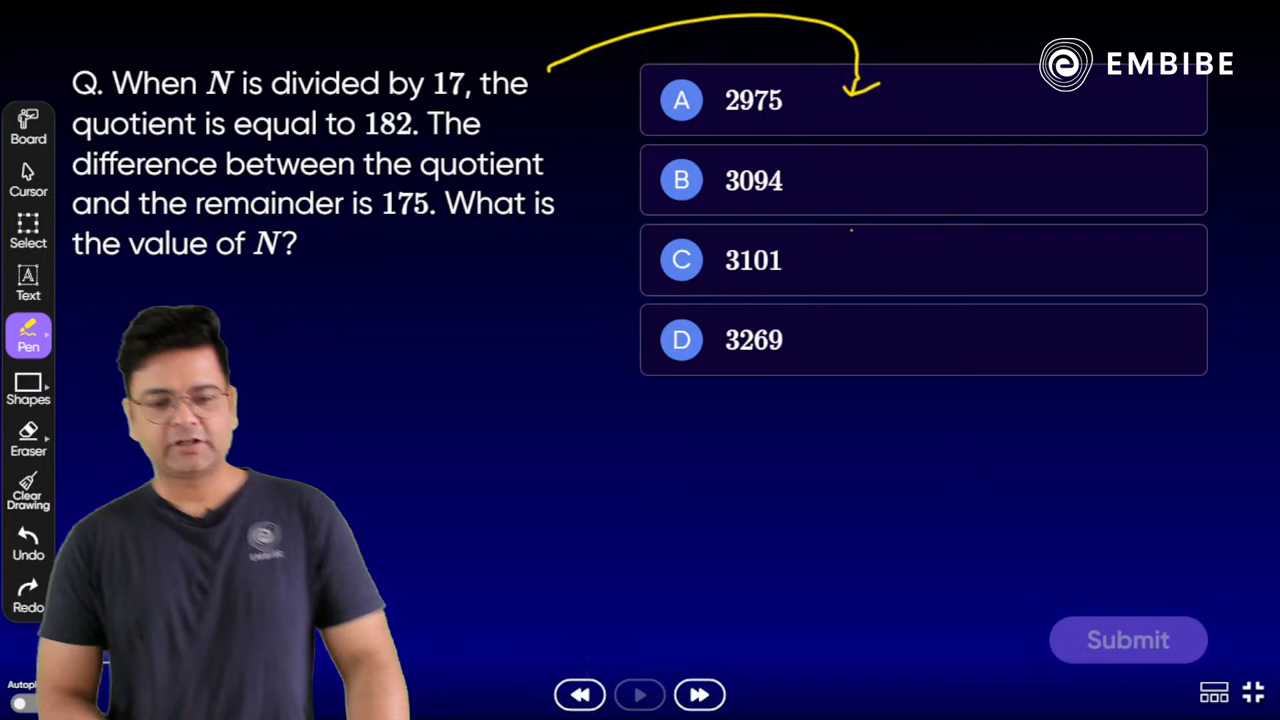 EMBIBE
Q. When N is divided by 17, the
quotient is equal to 182. The
difference between the quotient
and the remainder is 175. What is
the value of N?
A 2975
B 3094
C 3101
D 3269
Board
Cursor
Select
A
Text
Pen
Shapes
Eraser
Clear
Drawing
Undo
Redo
Submit